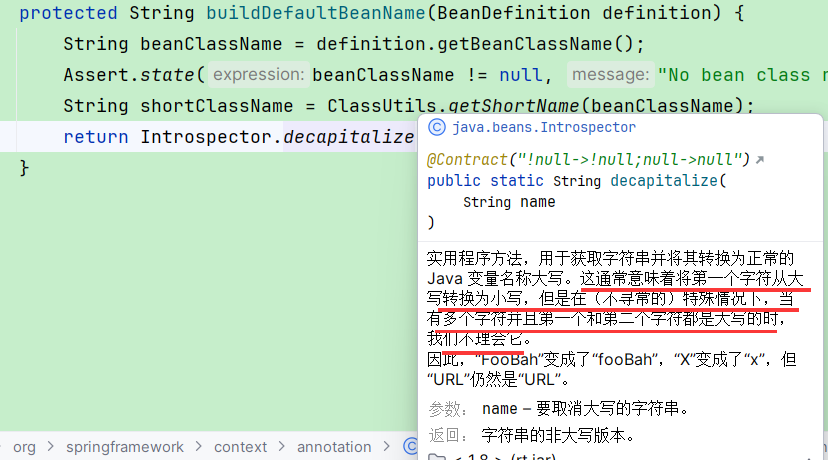 protected String buildDefaultBeanName(BeanDefinition definition) {
String beanClassName = definition.getBeanClassName();
Assert.state( expression: beanClassName != null, message: "No bean class n
String shortClassName = ClassUtils.getShortName(beanClassName);
return Introspector.decapitalize
}
java.beans.Introspector
@Contract("!null->!null;null->null")
public static String decapitalize(
String name
)
实用程序方法，用于获取字符串并将其转换为正常的
Java 变量名称大写。这通常意味着将第一个字符从大
写转换为小写，但是在（不寻常的）特殊情况下，当
有多个字符并且第一个和第二个字符都是大写的时，
我们不理会它。
因此，“FooBah”变成了“fooBah”，“X”变成了“x”，但
“URL”仍然是“URL”。
参数： name – 要取消大写的字符串。
返回： 字符串的非大写版本。
< 1.8 > (rt.jar)
org > springframework > context > annotation >